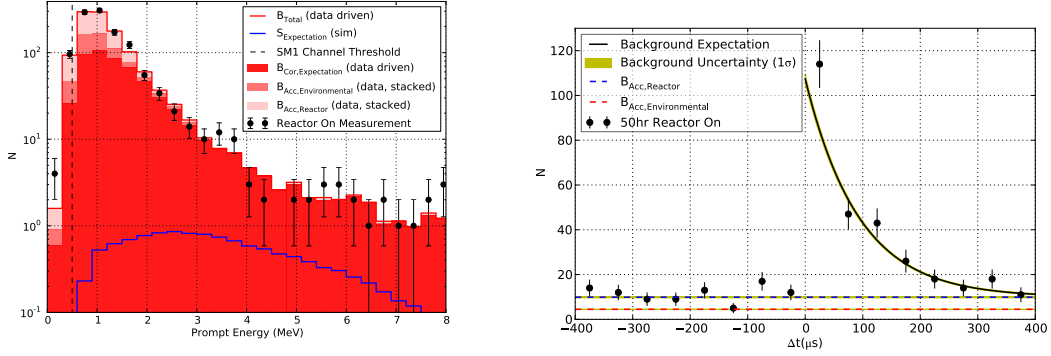 10²
10¹
10⁰
10⁻¹
N
0 1 2 3 4 5 6 7 8
Prompt Energy (MeV)
B_Total (data driven)
S_Expectation (sim)
SM1 Channel Threshold
B_Cor,Expectation (data driven)
B_Acc,Environmental (data, stacked)
B_Acc,Reactor (data, stacked)
Reactor On Measurement
120
100
80
60
40
20
0
N
−400 −300 −200 −100 0 100 200 300 400
Δt(μs)
Background Expectation
Background Uncertainty (1σ)
B_Acc,Reactor
B_Acc,Environmental
50hr Reactor On